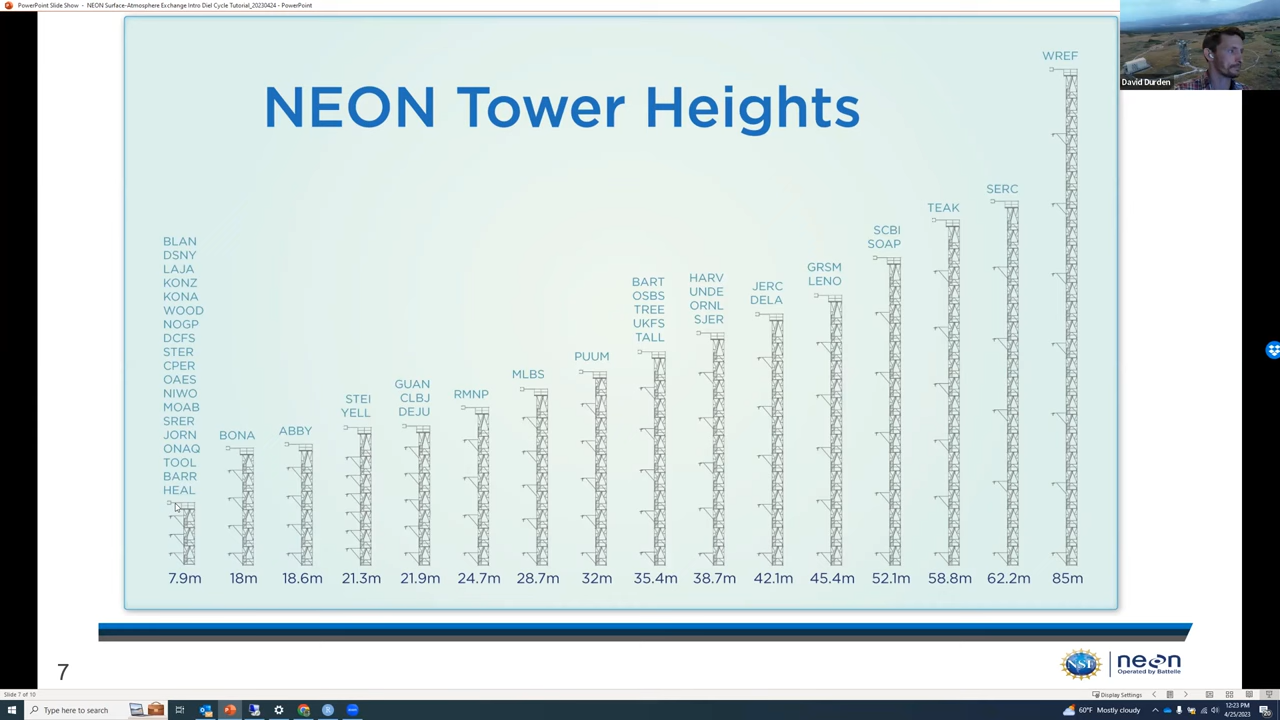 PowerPoint Slide Show - NEON Surface-Atmosphere Exchange Intro Diel Cycle Tutorial_20230424 - PowerPoint
David Durden
NEON Tower Heights
BLAN
DSNY
LAJA
KONZ
KONA
WOOD
NOGP
DCFS
STER
CPER
OAES
NIWO
MOAB
SRER
JORN
ONAQ
TOOL
BARR
HEAL
7.9m
BONA
18m
ABBY
18.6m
STEI
YELL
21.3m
GUAN
CLBJ
DEJU
21.9m
RMNP
24.7m
MLBS
28.7m
PUUM
32m
BART
OSBS
TREE
UKFS
TALL
35.4m
HARV
UNDE
ORNL
SJER
38.7m
JERC
DELA
42.1m
GRSM
LENO
45.4m
SCBI
SOAP
52.1m
TEAK
58.8m
SERC
62.2m
WREF
85m
7
NSF
neon
Operated by Battelle
Slide 7 of 10
Display Settings
Type here to search
60°F Mostly cloudy
12:23 PM
4/25/2023
20